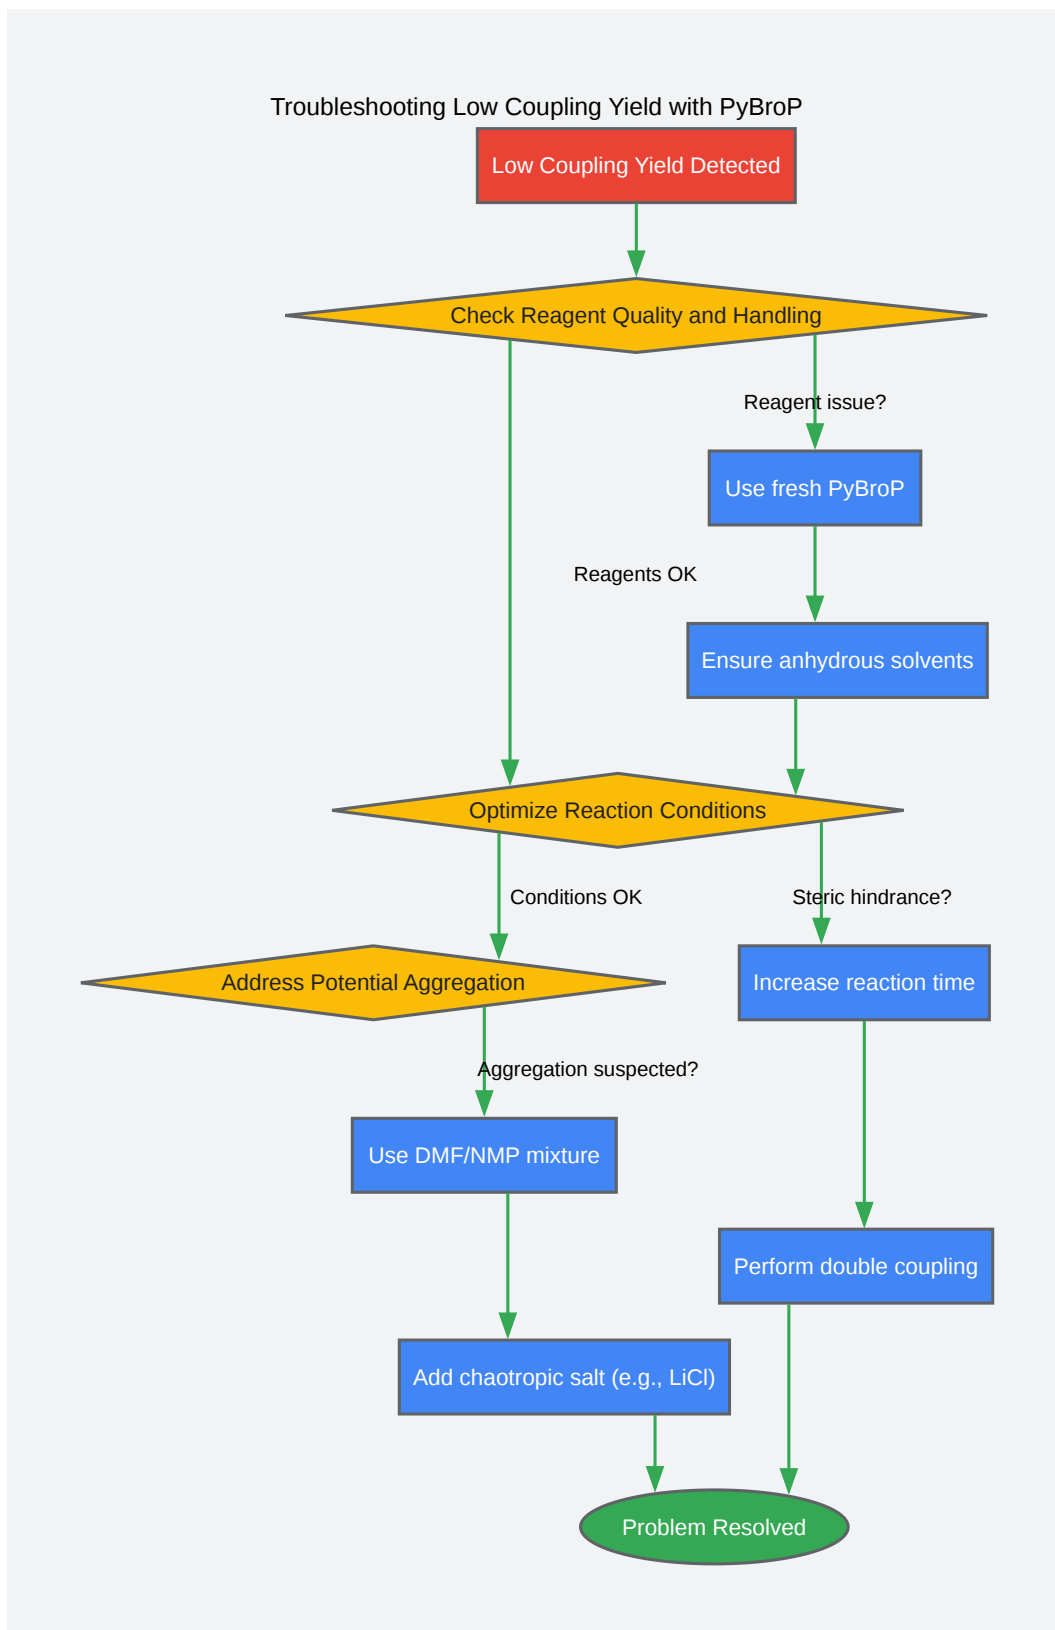 Troubleshooting Low Coupling Yield with PyBroP
Low Coupling Yield Detected
Check Reagent Quality and Handling
Reagent issue?
Use fresh PyBroP
Reagents OK
Ensure anhydrous solvents
Optimize Reaction Conditions
Conditions OK
Steric hindrance?
Address Potential Aggregation
Increase reaction time
Aggregation suspected?
Use DMF/NMP mixture
Perform double coupling
Add chaotropic salt (e.g., LiCl)
Problem Resolved